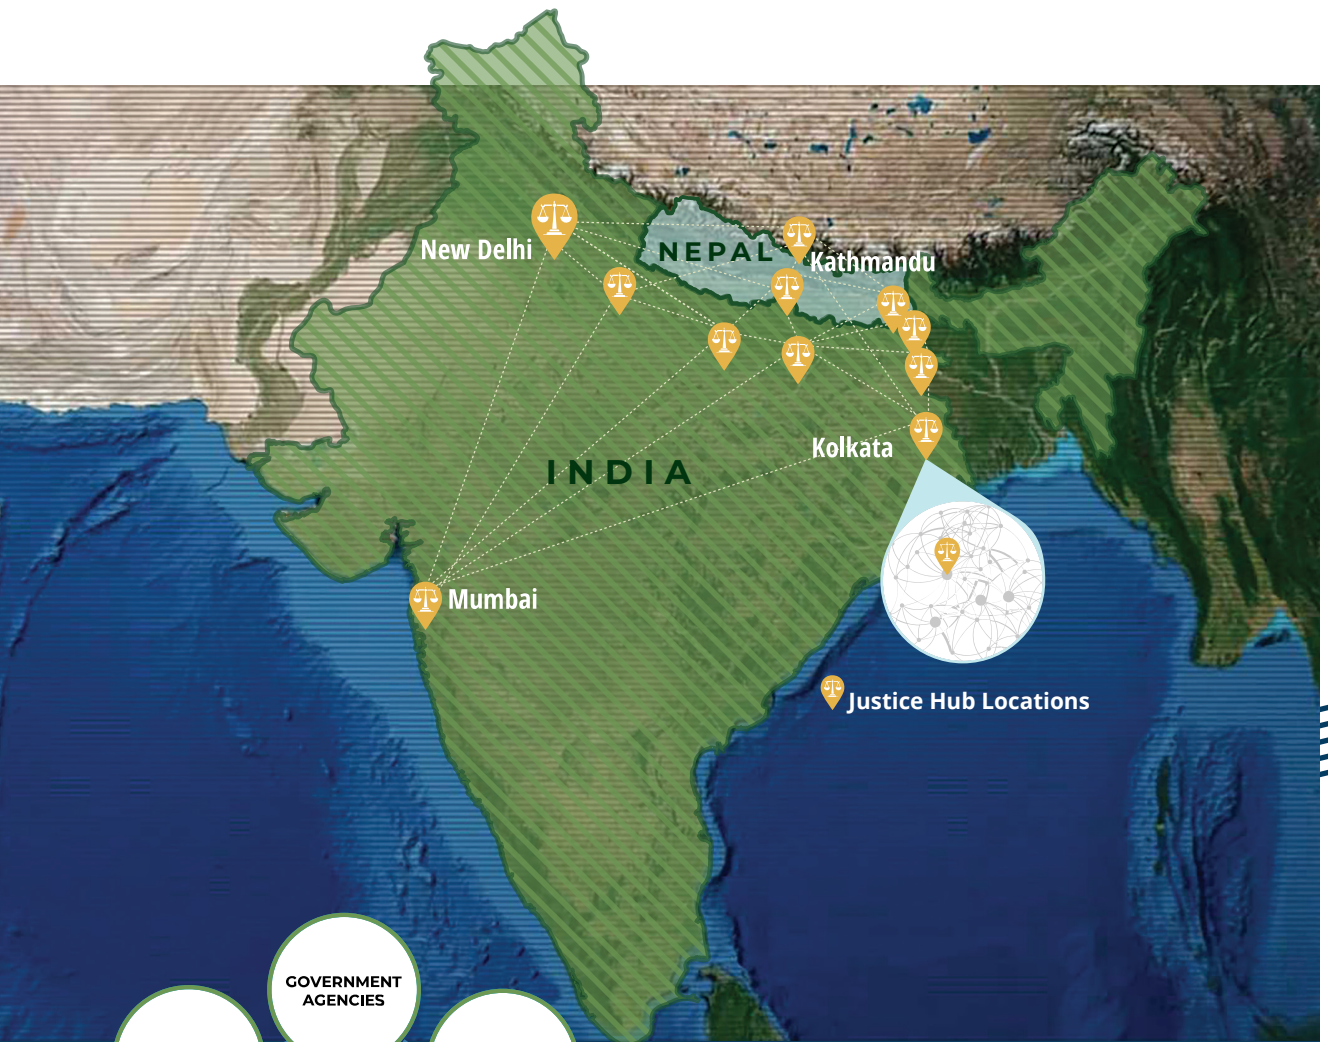 New Delhi
NEPAL
Kathmandu
Kolkata
INDIA
Mumbai
Justice Hub Locations
GOVERNMENT
AGENCIES